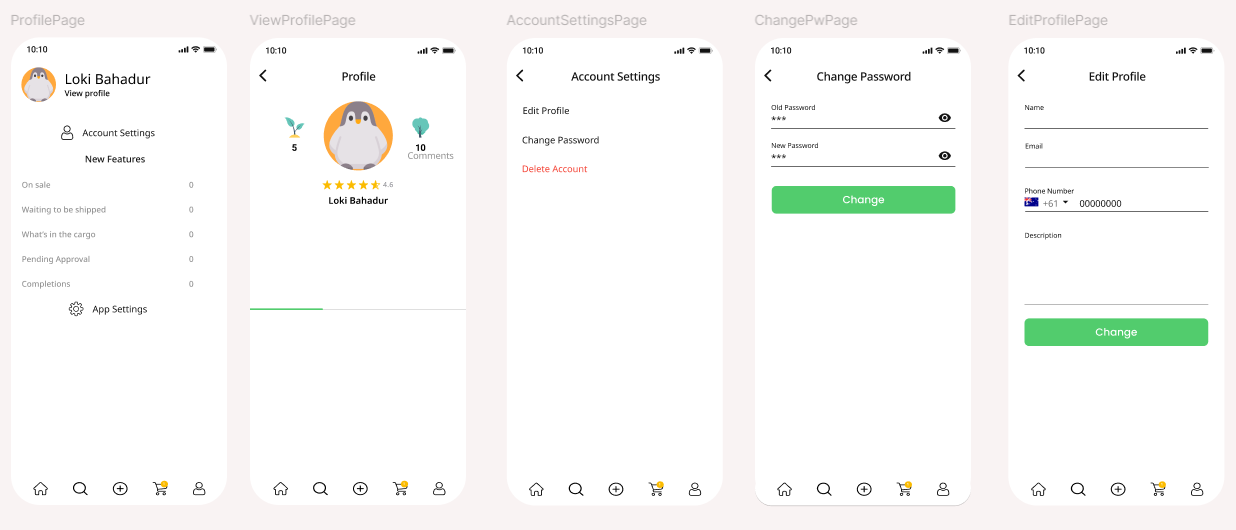 ProfilePage
10:10
Loki Bahadur
View profile
Account Settings
New Features
On sale 0
Waiting to be shipped 0
What's in the cargo 0
Pending Approval 0
Completions 0
App Settings
ViewProfilePage
10:10
Profile
5
10
Comments
4.6
Loki Bahadur
AccountSettingsPage
10:10
Account Settings
Edit Profile
Change Password
Delete Account
ChangePwPage
10:10
Change Password
Old Password
***
New Password
***
Change
EditProfilePage
10:10
Edit Profile
Name
Email
Phone Number
+61 00000000
Description
Change